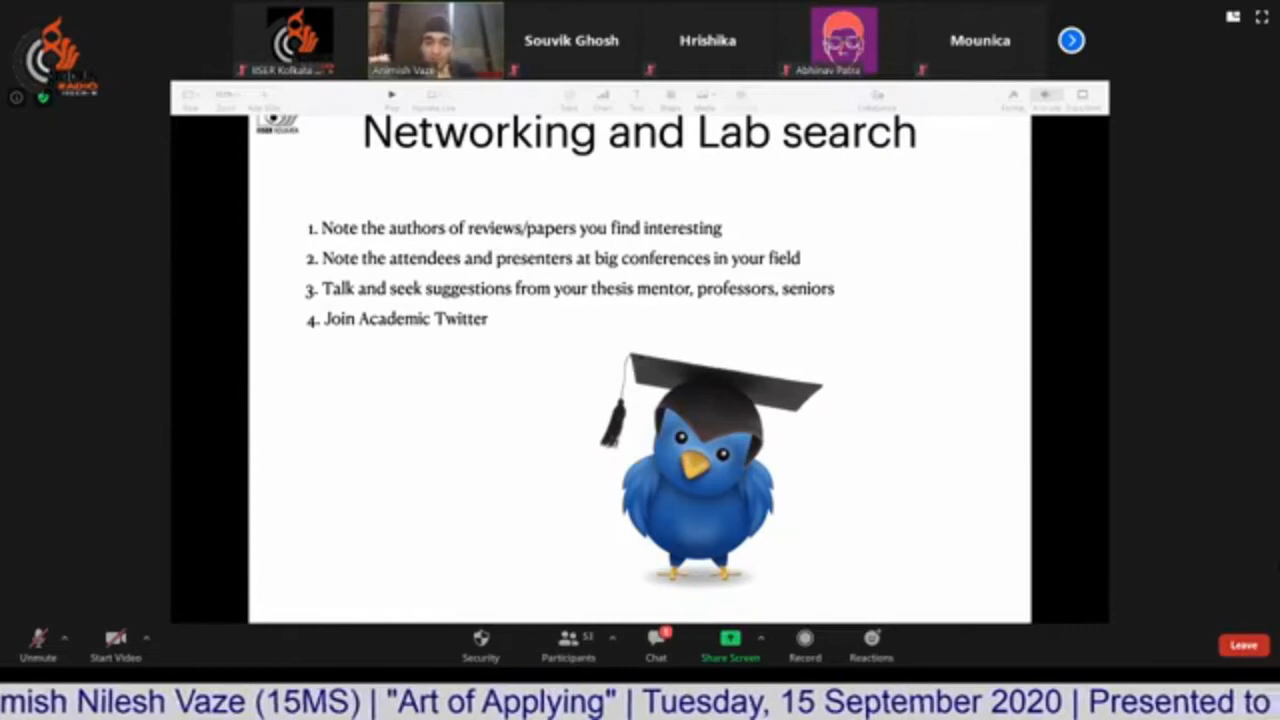 IISER Kolkata ...
Animish Vaze
Souvik Ghosh
Hrishika
Abhinav Patra
Mounica
RADIO
Networking and Lab search
1. Note the authors of reviews/papers you find interesting
2. Note the attendees and presenters at big conferences in your field
3. Talk and seek suggestions from your thesis mentor, professors, seniors
4. Join Academic Twitter
Unmute
Start Video
Security
Participants
53
Chat
Share Screen
Record
Reactions
Leave
mish Nilesh Vaze (15MS) | "Art of Applying" | Tuesday, 15 September 2020 | Presented to